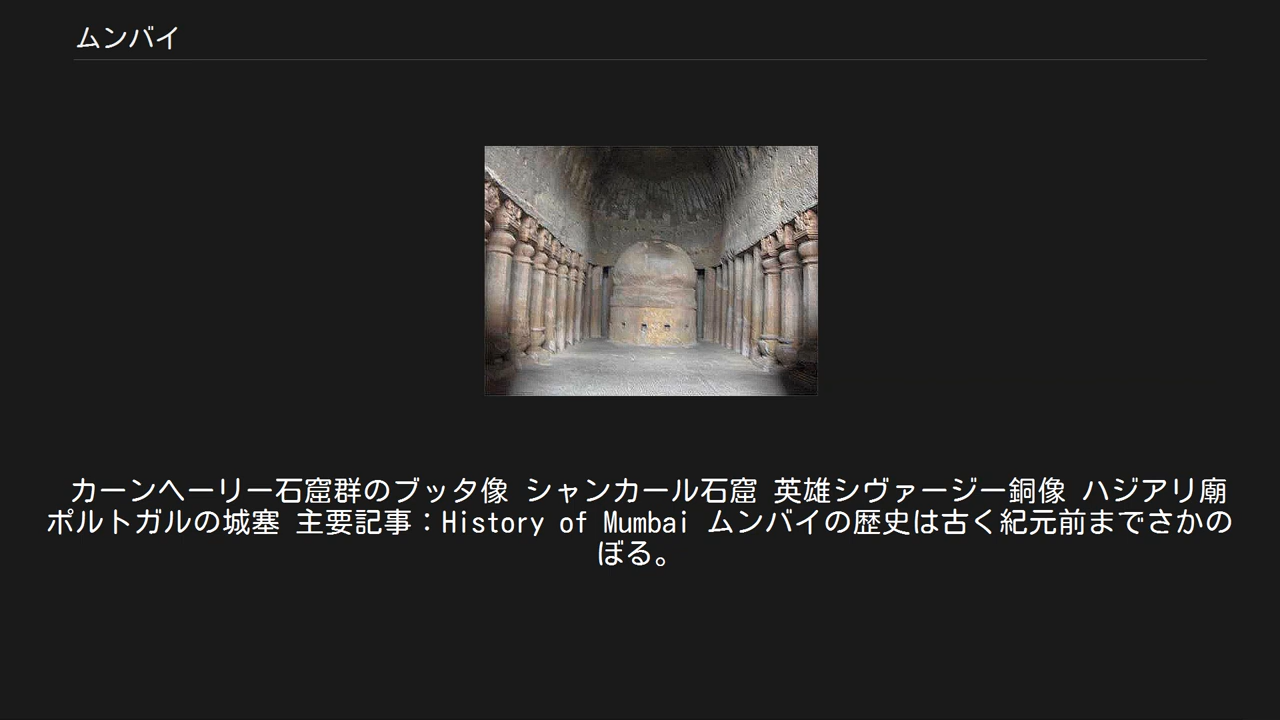 ムンバイ
カーンヘーリー石窟群のブッタ像 シャンカール石窟 英雄シヴァージー銅像 ハジアリ廟
ポルトガルの城塞 主要記事：History of Mumbai ムンバイの歴史は古く紀元前までさかの
ぼる。